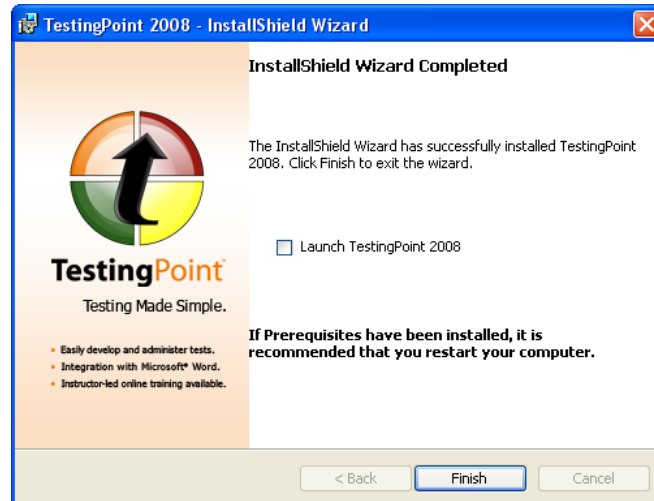 TestingPoint 2008 - InstallShield Wizard
InstallShield Wizard Completed
The InstallShield Wizard has successfully installed TestingPoint
2008. Click Finish to exit the wizard.
Launch TestingPoint 2008
If Prerequisites have been installed, it is
recommended that you restart your computer.
TestingPoint™
Testing Made Simple.
• Easily develop and administer tests.
• Integration with Microsoft® Word.
• Instructor-led online training available.
< Back
Finish
Cancel